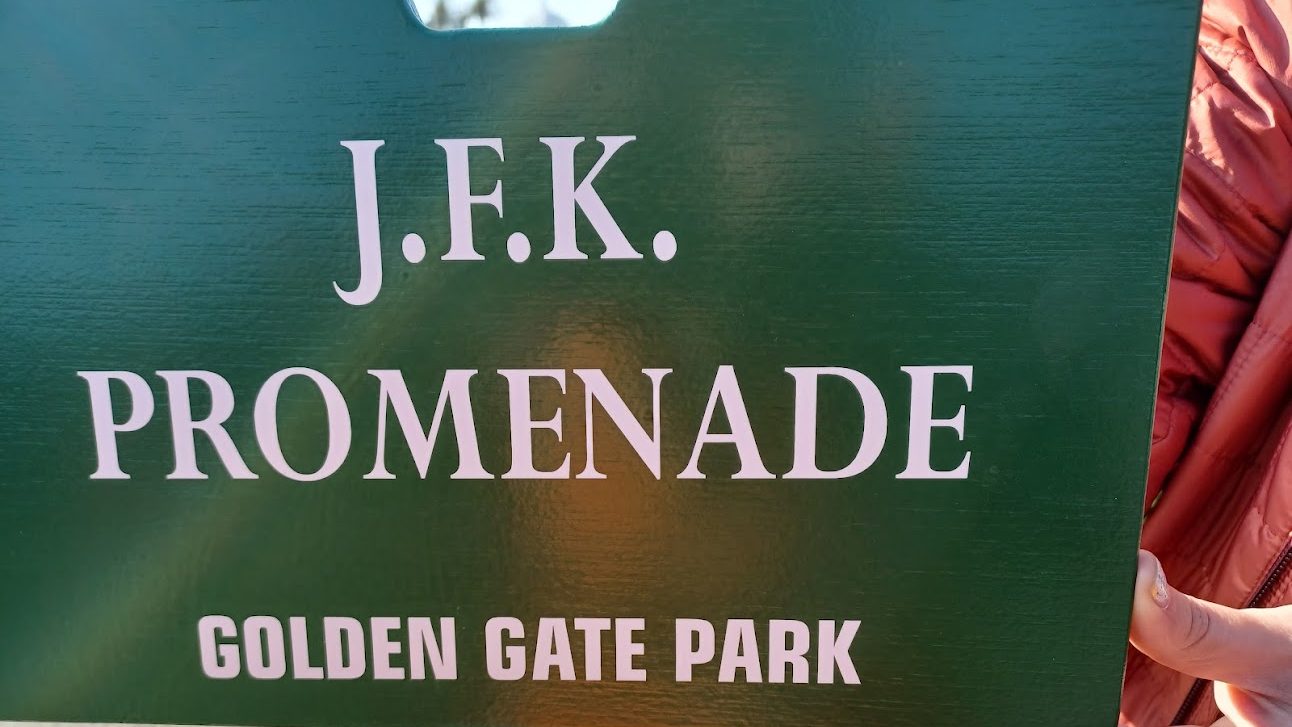 J.F.K.
PROMENADE
GOLDEN GATE PARK